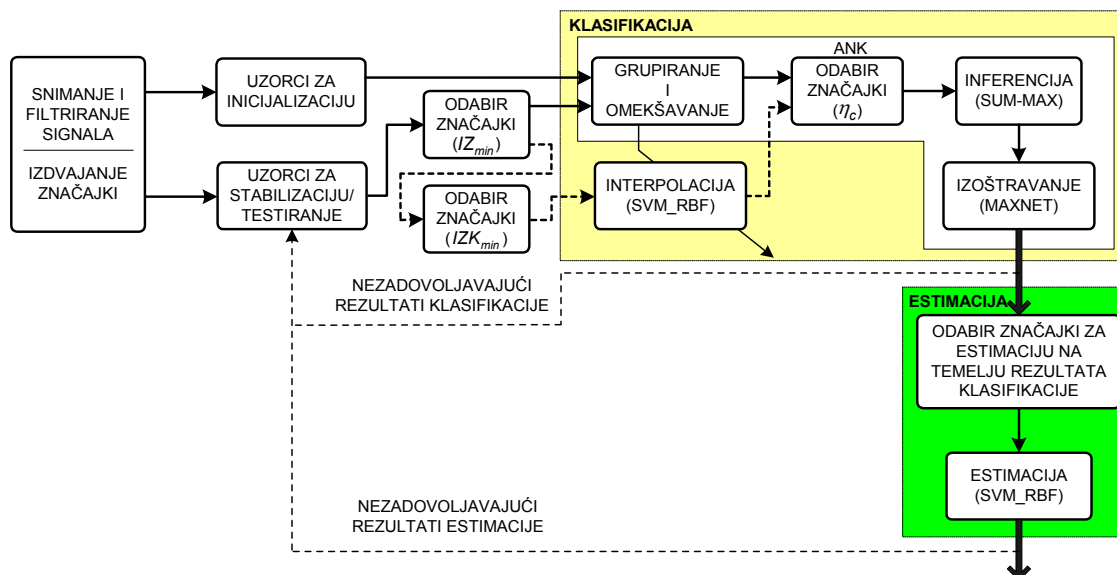 KLASIFIKACIJA
ANK
SNIMANJE I
FILTRIRANJE
SIGNALA
IZDVAJANJE
ZNAČAJKI
UZORCI ZA
INICIJALIZACIJU
UZORCI ZA
STABILIZACIJU/
TESTIRANJE
ODABIR
ZNAČAJKI
(IZmin)
ODABIR
ZNAČAJKI
(IZKmin)
GRUPIRANJE
I
OMEKŠAVANJE
INTERPOLACIJA
(SVM_RBF)
ODABIR
ZNAČAJKI
(ηc)
INFERENCIJA
(SUM-MAX)
IZOŠTRAVANJE
(MAXNET)
NEZADOVOLJAVAJUĆI
REZULTATI KLASIFIKACIJE
ESTIMACIJA
ODABIR ZNAČAJKI ZA
ESTIMACIJU NA
TEMELJU REZULTATA
KLASIFIKACIJE
ESTIMACIJA
(SVM_RBF)
NEZADOVOLJAVAJUĆI
REZULTATI ESTIMACIJE